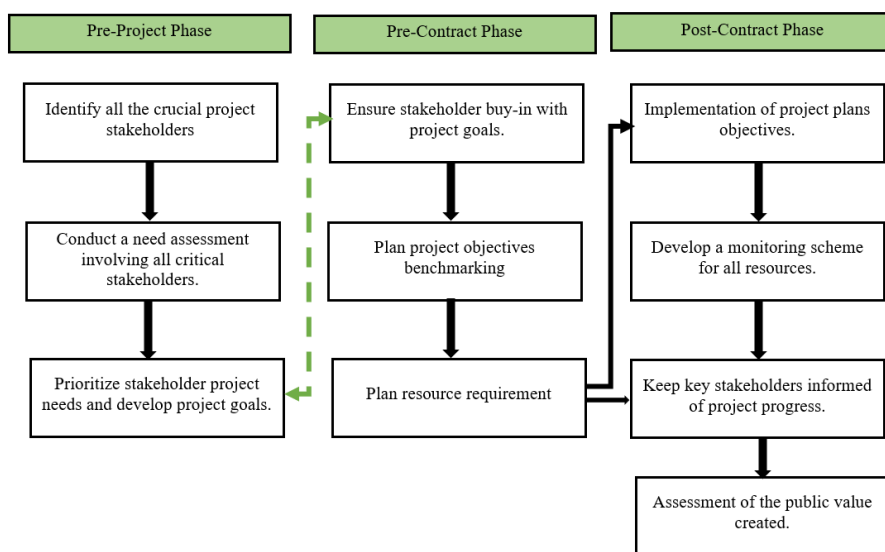 Pre-Project Phase
Pre-Contract Phase
Post-Contract Phase
Identify all the crucial project
stakeholders
Conduct a need assessment
involving all critical
stakeholders.
Prioritize stakeholder project
needs and develop project goals.
Ensure stakeholder buy-in with
project goals.
Plan project objectives
benchmarking
Plan resource requirement
Implementation of project plans
objectives.
Develop a monitoring scheme
for all resources.
Keep key stakeholders informed
of project progress.
Assessment of the public value
created.